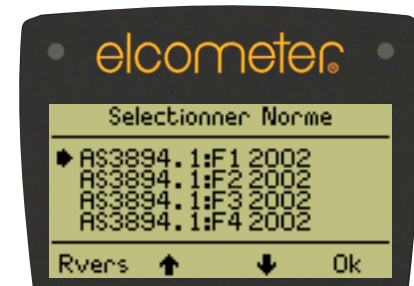 elcometer®
Selectionner Norme
AS3894.1:F1 2002
AS3894.1:F2 2002
AS3894.1:F3 2002
AS3894.1:F4 2002
Rvers ↑ ↓ Ok